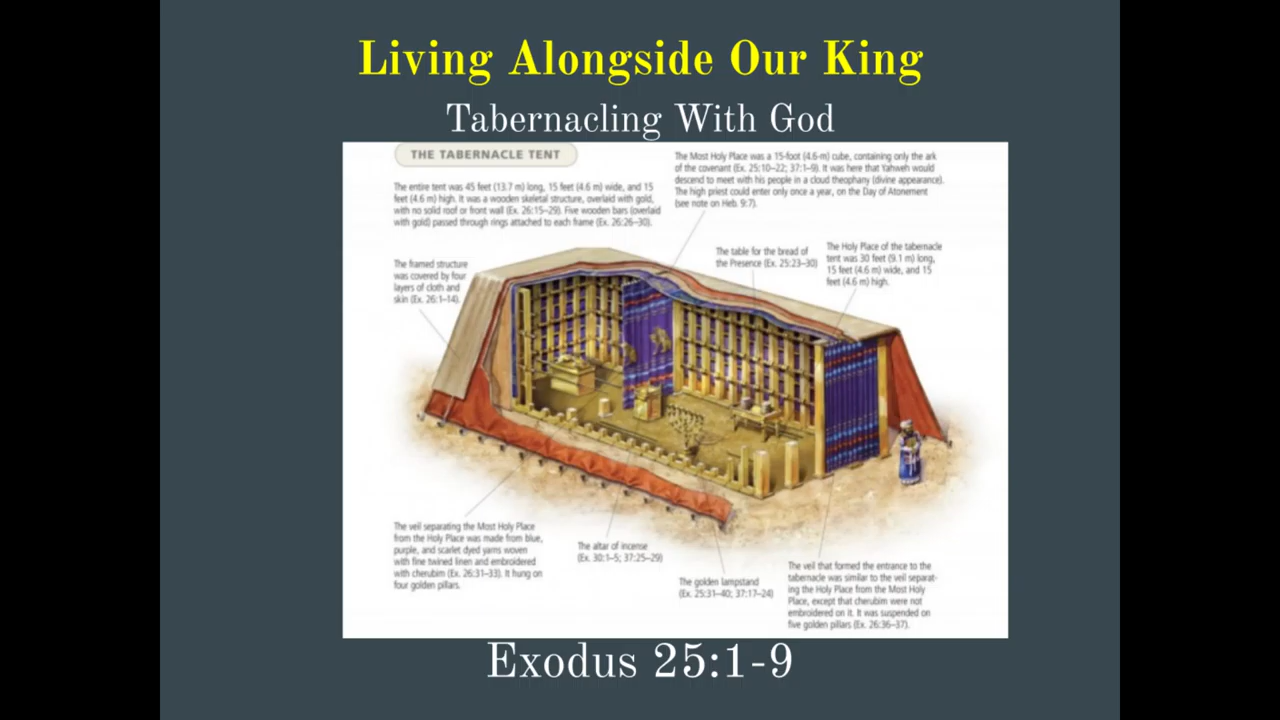 Living Alongside Our King
Tabernacling With God
THE TABERNACLE TENT
The entire tent was 45 feet (13.7 m) long, 15 feet (4.6 m) wide, and 15
feet (4.6 m) high. It was a wooden skeletal structure, overlaid with gold,
with no solid roof or front wall (Ex. 26:15–29). Five wooden bars (overlaid
with gold) passed through rings attached to each frame (Ex. 26:26–30).
The Most Holy Place was a 15-foot (4.6-m) cube, containing only the ark
of the covenant (Ex. 25:10–22; 37:1–9). It was here that Yahweh would
descend to meet with his people in a cloud theophany (divine appearance).
The high priest could enter only once a year, on the Day of Atonement
(see note on Heb. 9:7).
The framed structure
was covered by four
layers of cloth and
skin (Ex. 26:1–14).
The table for the bread of
the Presence (Ex. 25:23–30)
The Holy Place of the tabernacle
tent was 30 feet (9.1 m) long,
15 feet (4.6 m) wide, and 15
feet (4.6 m) high.
The veil separating the Most Holy Place
from the Holy Place was made from blue,
purple, and scarlet dyed yarns woven
with fine twined linen and embroidered
with cherubim (Ex. 26:31–33). It hung on
four golden pillars.
The altar of incense
(Ex. 30:1–5; 37:25–29)
The golden lampstand
(Ex. 25:31–40; 37:17–24)
The veil that formed the entrance to the
tabernacle was similar to the veil separat-
ing the Holy Place from the Most Holy
Place, except that cherubim were not
embroidered on it. It was suspended on
five golden pillars (Ex. 26:36–37).
Exodus 25:1-9